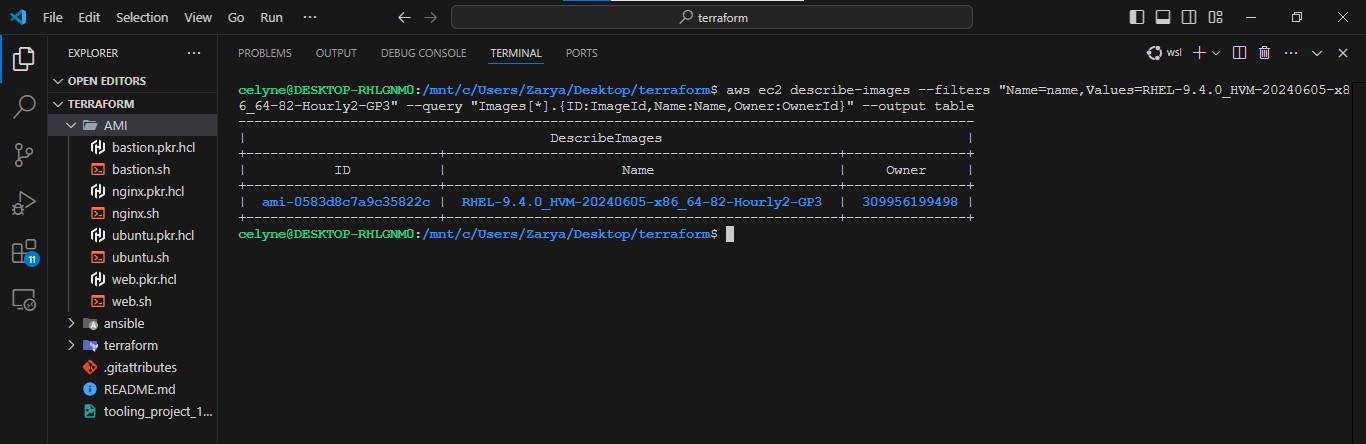 File Edit Selection View Go Run ··· terraform
EXPLORER ···
OPEN EDITORS
TERRAFORM
AMI
bastion.pkr.hcl
bastion.sh
nginx.pkr.hcl
nginx.sh
ubuntu.pkr.hcl
ubuntu.sh
web.pkr.hcl
web.sh
ansible
terraform
.gitattributes
README.md
tooling_project_1...
11
PROBLEMS OUTPUT DEBUG CONSOLE TERMINAL PORTS wsl
celyne@DESKTOP-RHLGNM0:/mnt/c/Users/Zarya/Desktop/terraform$ aws ec2 describe-images --filters "Name=name,Values=RHEL-9.4.0_HVM-20240605-x8
6_64-82-Hourly2-GP3" --query "Images[*].{ID:ImageId,Name:Name,Owner:OwnerId}" --output table
| DescribeImages |
| ID | Name | Owner |
| ami-0583d8c7a9c35822c | RHEL-9.4.0_HVM-20240605-x86_64-82-Hourly2-GP3 | 309956199498 |
celyne@DESKTOP-RHLGNM0:/mnt/c/Users/Zarya/Desktop/terraform$